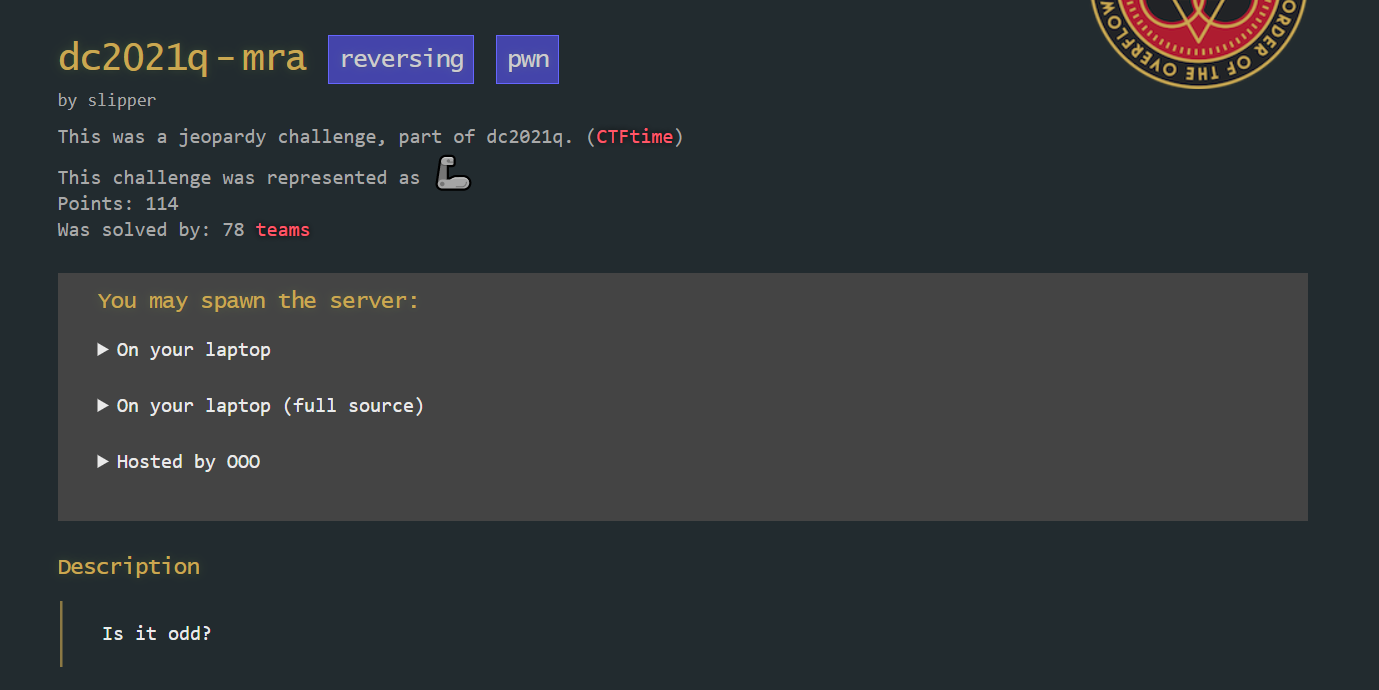 dc2021q – mra reversing pwn
by slipper
This was a jeopardy challenge, part of dc2021q. (CTFtime)
This challenge was represented as
Points: 114
Was solved by: 78 teams
You may spawn the server:
On your laptop
On your laptop (full source)
Hosted by OOO
Description
Is it odd?
ORDER OF THE OVERFLOW